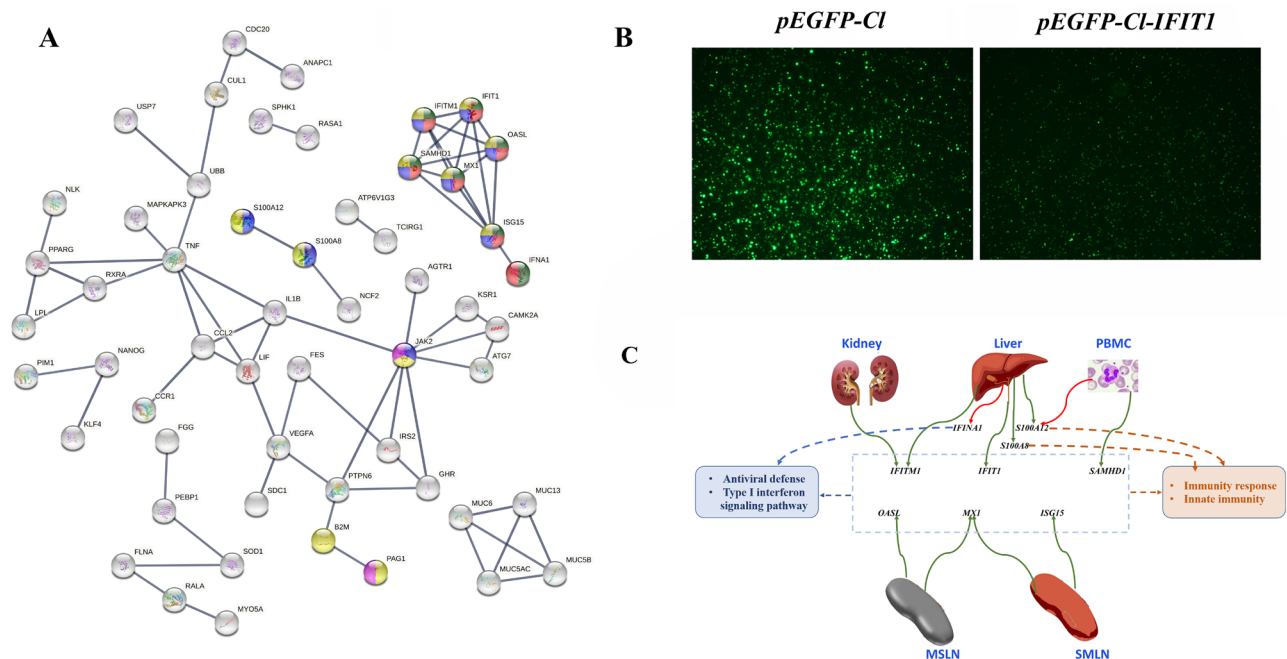 A
CDC20
ANAPC1
CUL1
USP7
SPHK1
RASA1
IFIT1
IFITM1
OASL
SAMHD1
MX1
UBB
NLK
MAPKAPK3
S100A12
ATP6V1G3
TCIRG1
ISG15
PPARG
TNF
S100A8
IFNA1
RXRA
AGTR1
NCF2
LPL
IL1B
KSR1
CAMK2A
CCL2
JAK2
LIF
FES
ATG7
PIM1
NANOG
CCR1
KLF4
FGG
VEGFA
IRS2
PEBP1
SDC1
PTPN6
GHR
MUC6
MUC13
B2M
FLNA
SOD1
PAG1
MUC5AC
MUC5B
RALA
MYO5A
B
pEGFP-Cl
pEGFP-Cl-IFIT1
C
Kidney
Liver
PBMC
IFINA1
S100A12
S100A8
IFITM1
IFIT1
SAMHD1
• Antiviral defense
• Type I interferon
signaling pathway
• Immunity response
• Innate immunity
OASL
MX1
ISG15
MSLN
SMLN